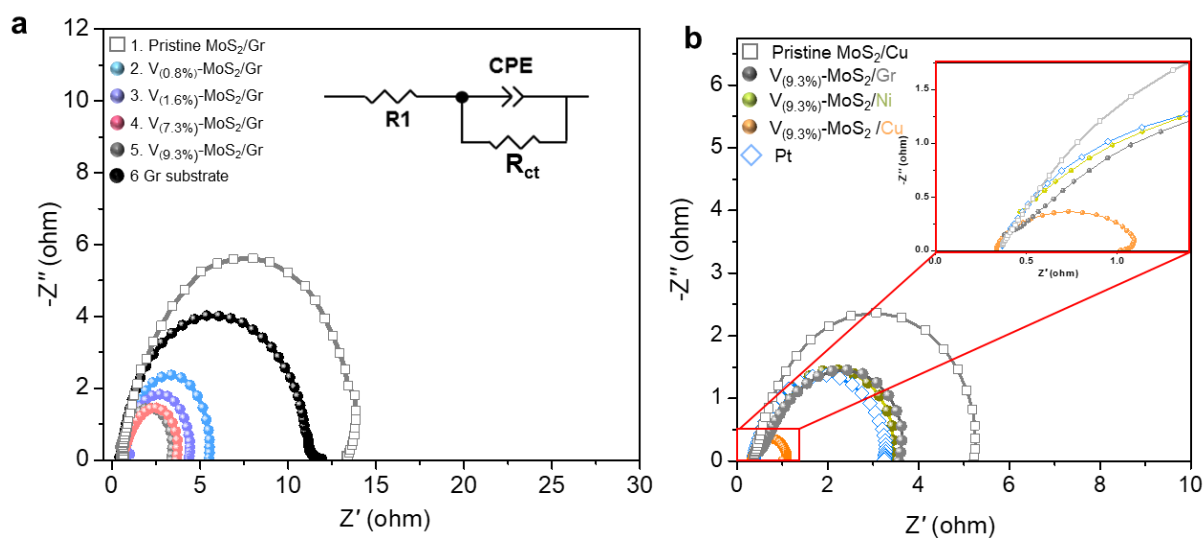 a
1. Pristine MoS₂/Gr
2. V(0.8%)-MoS₂/Gr
3. V(1.6%)-MoS₂/Gr
4. V(7.3%)-MoS₂/Gr
5. V(9.3%)-MoS₂/Gr
6 Gr substrate
R1
CPE
Rct
-Z″ (ohm)
12
10
8
6
4
2
0
0 5 10 15 20 25 30
Z′ (ohm)
b
Pristine MoS₂/Cu
V(9.3%)-MoS₂/Gr
V(9.3%)-MoS₂/Ni
V(9.3%)-MoS₂ /Cu
Pt
-Z″ (ohm)
6
5
4
3
2
1
0
0 2 4 6 8 10
Z′ (ohm)
-Z″ (ohm)
1.5
1.0
0.5
0.0
0.0 0.5 1.0
Z′ (ohm)